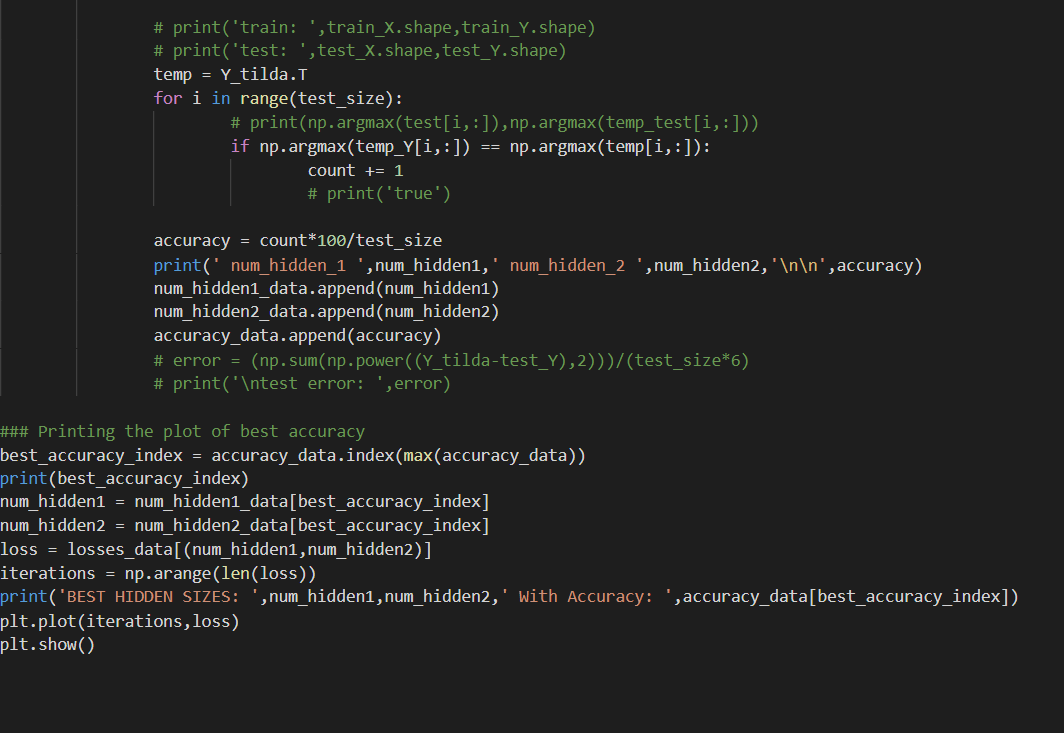 # print('train: ',train_X.shape,train_Y.shape)
# print('test: ',test_X.shape,test_Y.shape)
temp = Y_tilda.T
for i in range(test_size):
# print(np.argmax(test[i,:]),np.argmax(temp_test[i,:]))
if np.argmax(temp_Y[i,:]) == np.argmax(temp[i,:]):
count += 1
# print('true')
accuracy = count*100/test_size
print(' num_hidden_1 ',num_hidden1,' num_hidden_2 ',num_hidden2,'\n\n',accuracy)
num_hidden1_data.append(num_hidden1)
num_hidden2_data.append(num_hidden2)
accuracy_data.append(accuracy)
# error = (np.sum(np.power((Y_tilda-test_Y),2)))/(test_size*6)
# print('\ntest error: ',error)
### Printing the plot of best accuracy
best_accuracy_index = accuracy_data.index(max(accuracy_data))
print(best_accuracy_index)
num_hidden1 = num_hidden1_data[best_accuracy_index]
num_hidden2 = num_hidden2_data[best_accuracy_index]
loss = losses_data[(num_hidden1,num_hidden2)]
iterations = np.arange(len(loss))
print('BEST HIDDEN SIZES: ',num_hidden1,num_hidden2,' With Accuracy: ',accuracy_data[best_accuracy_index])
plt.plot(iterations,loss)
plt.show()